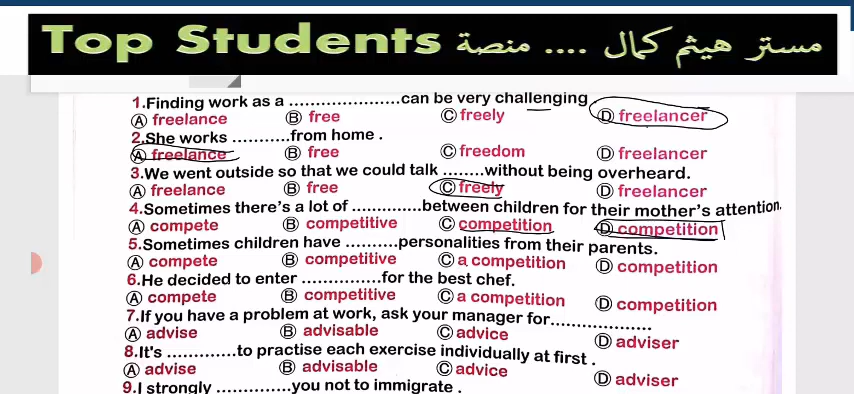 Top Students منصة .... مستر هيثم كمال
1.Finding work as a ....................can be very challenging
Ⓐ freelance Ⓑ free Ⓒ freely Ⓓ freelancer
2.She works ...........from home .
Ⓐ freelance Ⓑ free Ⓒ freedom Ⓓ freelancer
3.We went outside so that we could talk ........without being overheard.
Ⓐ freelance Ⓑ free Ⓒ freely Ⓓ freelancer
4.Sometimes there's a lot of ..............between children for their mother's attention.
Ⓐ compete Ⓑ competitive Ⓒ competition Ⓓ competition
5.Sometimes children have ..........personalities from their parents.
Ⓐ compete Ⓑ competitive Ⓒ a competition Ⓓ competition
6.He decided to enter ...............for the best chef.
Ⓐ compete Ⓑ competitive Ⓒ a competition Ⓓ competition
7.If you have a problem at work, ask your manager for...................
Ⓐ advise Ⓑ advisable Ⓒ advice Ⓓ adviser
8.It's .............to practise each exercise individually at first .
Ⓐ advise Ⓑ advisable Ⓒ advice Ⓓ adviser
9.I strongly ..............you not to immigrate .